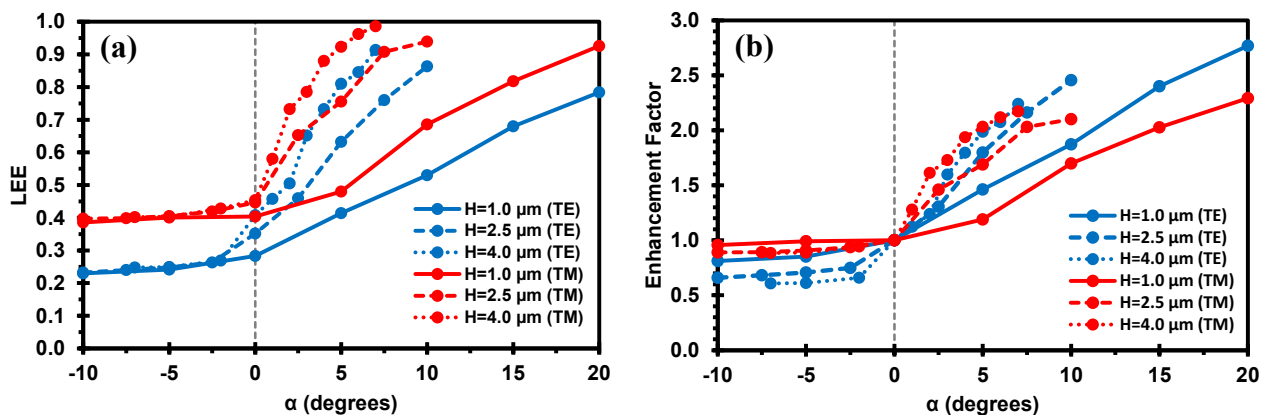 (a)
LEE
1.0
0.9
0.8
0.7
0.6
0.5
0.4
0.3
0.2
0.1
0.0
-10
-5
0
5
10
15
20
α (degrees)
H=1.0 µm (TE)
H=2.5 µm (TE)
H=4.0 µm (TE)
H=1.0 µm (TM)
H=2.5 µm (TM)
H=4.0 µm (TM)
(b)
Enhancement Factor
3.0
2.5
2.0
1.5
1.0
0.5
0.0
-10
-5
0
5
10
15
20
α (degrees)
H=1.0 µm (TE)
H=2.5 µm (TE)
H=4.0 µm (TE)
H=1.0 µm (TM)
H=2.5 µm (TM)
H=4.0 µm (TM)